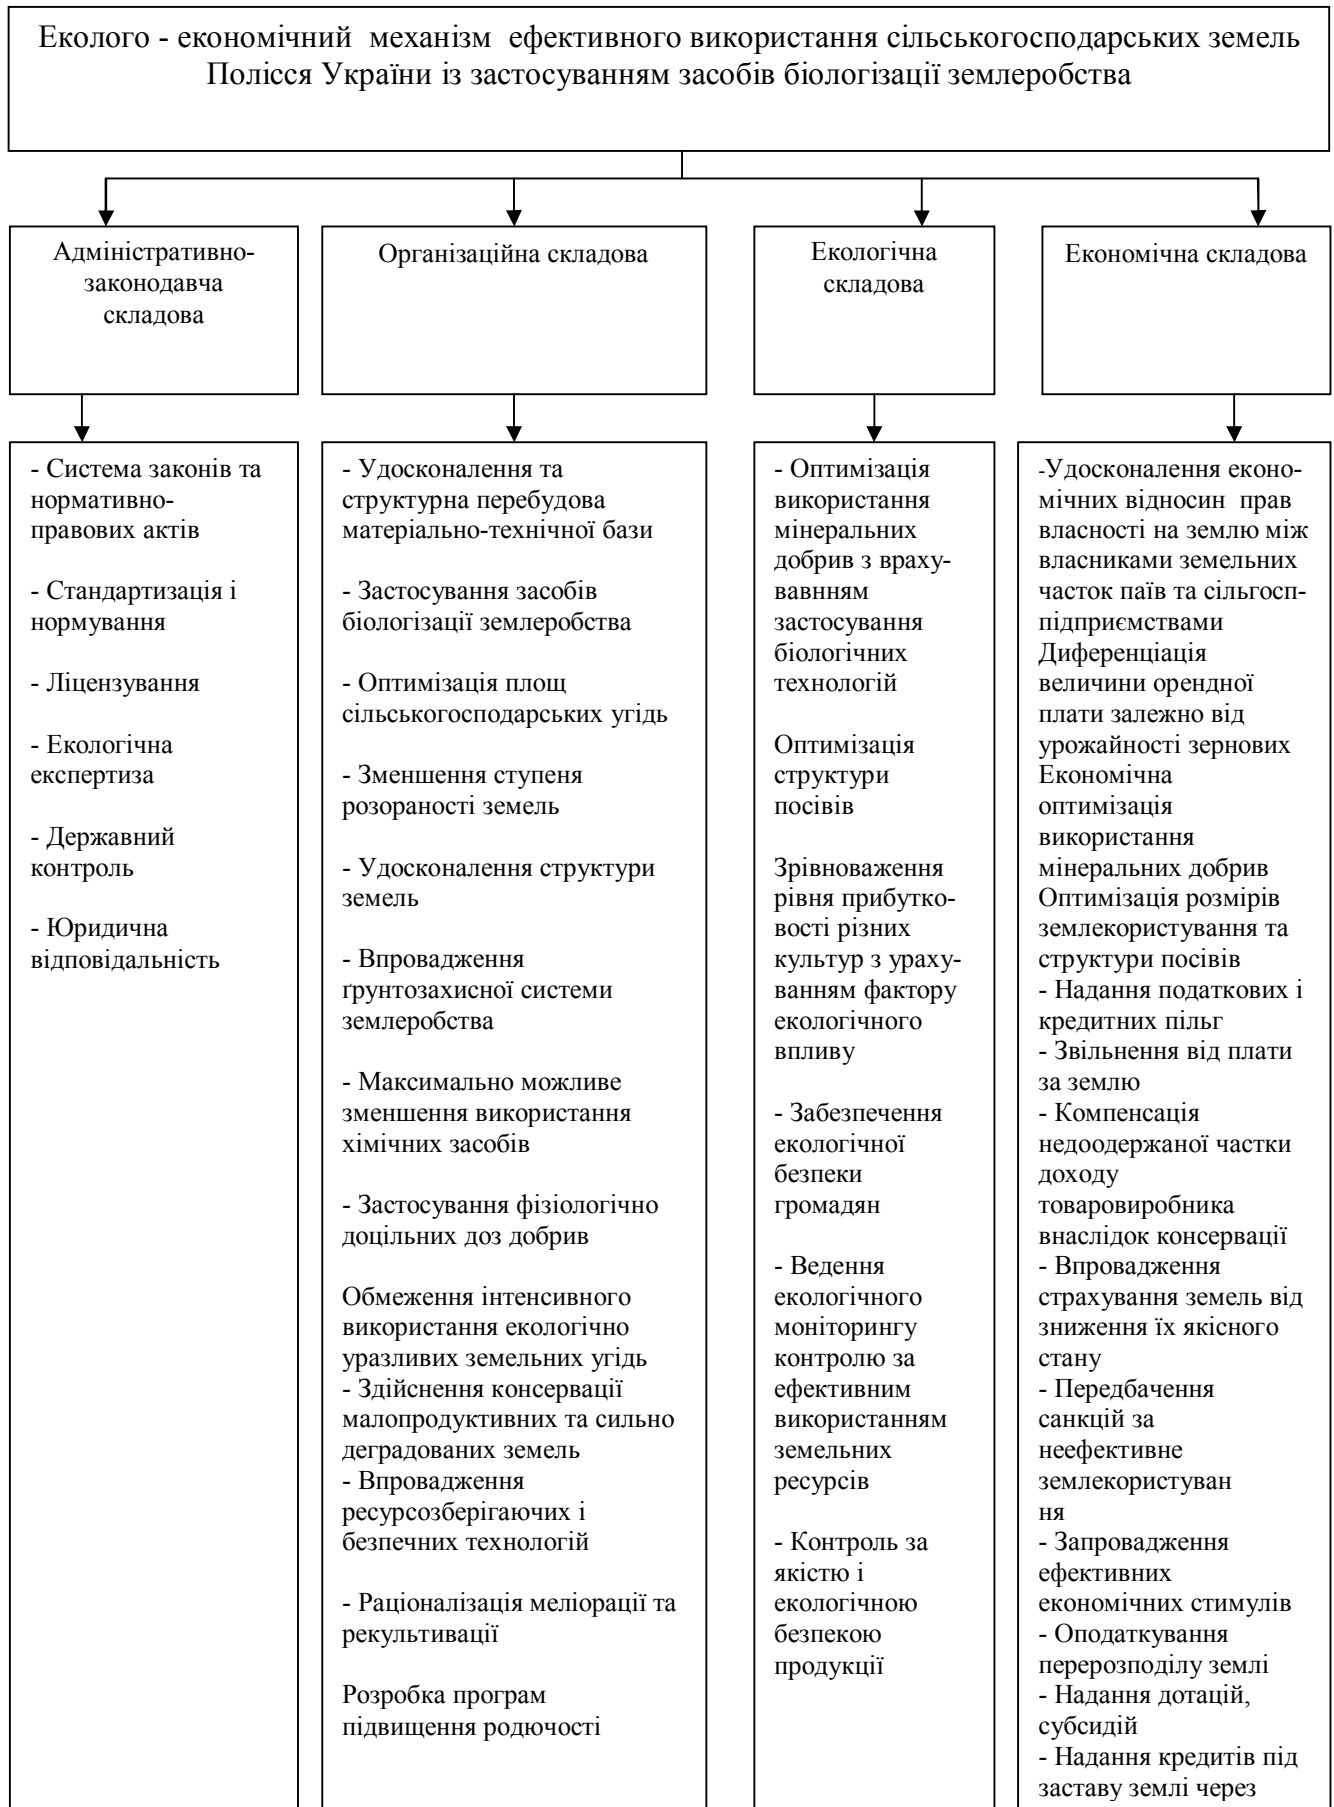 Еколого - економічний механізм ефективного використання сільськогосподарських земель
Полісся України із застосуванням засобів біологізації землеробства
Адміністративно-
законодавча
складова
Організаційна складова
Екологічна
складова
Економічна складова
- Система законів та
нормативно-
правових актів
- Стандартизація і
нормування
- Ліцензування
- Екологічна
експертиза
- Державний
контроль
- Юридична
відповідальність
- Удосконалення та
структурна перебудова
матеріально-технічної бази
- Застосування засобів
біологізації землеробства
- Оптимізація площ
сільськогосподарських угідь
- Зменшення ступеня
розораності земель
- Удосконалення структури
земель
- Впровадження
ґрунтозахисної системи
землеробства
- Максимально можливе
зменшення використання
хімічних засобів
- Застосування фізіологічно
доцільних доз добрив
Обмеження інтенсивного
використання екологічно
уразливих земельних угідь
- Здійснення консервації
малопродуктивних та сильно
деградованих земель
- Впровадження
ресурсозберігаючих і
безпечних технологій
- Раціоналізація меліорації та
рекультивації
Розробка програм
підвищення родючості
- Оптимізація
використання
мінеральних
добрив з враху-
вавнням
застосування
біологічних
технологій
Оптимізація
структури
посівів
Зрівноваження
рівня прибутко-
вості різних
культур з ураху-
ванням фактору
екологічного
впливу
- Забезпечення
екологічної
безпеки
громадян
- Ведення
екологічного
моніторингу
контролю за
ефективним
використанням
земельних
ресурсів
- Контроль за
якістю і
екологічною
безпекою
продукції
-Удосконалення еконо-
мічних відносин прав
власності на землю між
власниками земельних
часток паїв та сільгосп-
підприємствами
Диференціація
величини орендної
плати залежно від
урожайності зернових
Економічна
оптимізація
використання
мінеральних добрив
Оптимізація розмірів
землекористування та
структури посівів
- Надання податкових і
кредитних пільг
- Звільнення від плати
за землю
- Компенсація
недоодержаної частки
доходу
товаровиробника
внаслідок консервації
- Впровадження
страхування земель від
зниження їх якісного
стану
- Передбачення
санкцій за
неефективне
землекористуван
ня
- Запровадження
ефективних
економічних стимулів
- Оподаткування
перерозподілу землі
- Надання дотацій,
субсидій
- Надання кредитів під
заставу землі через